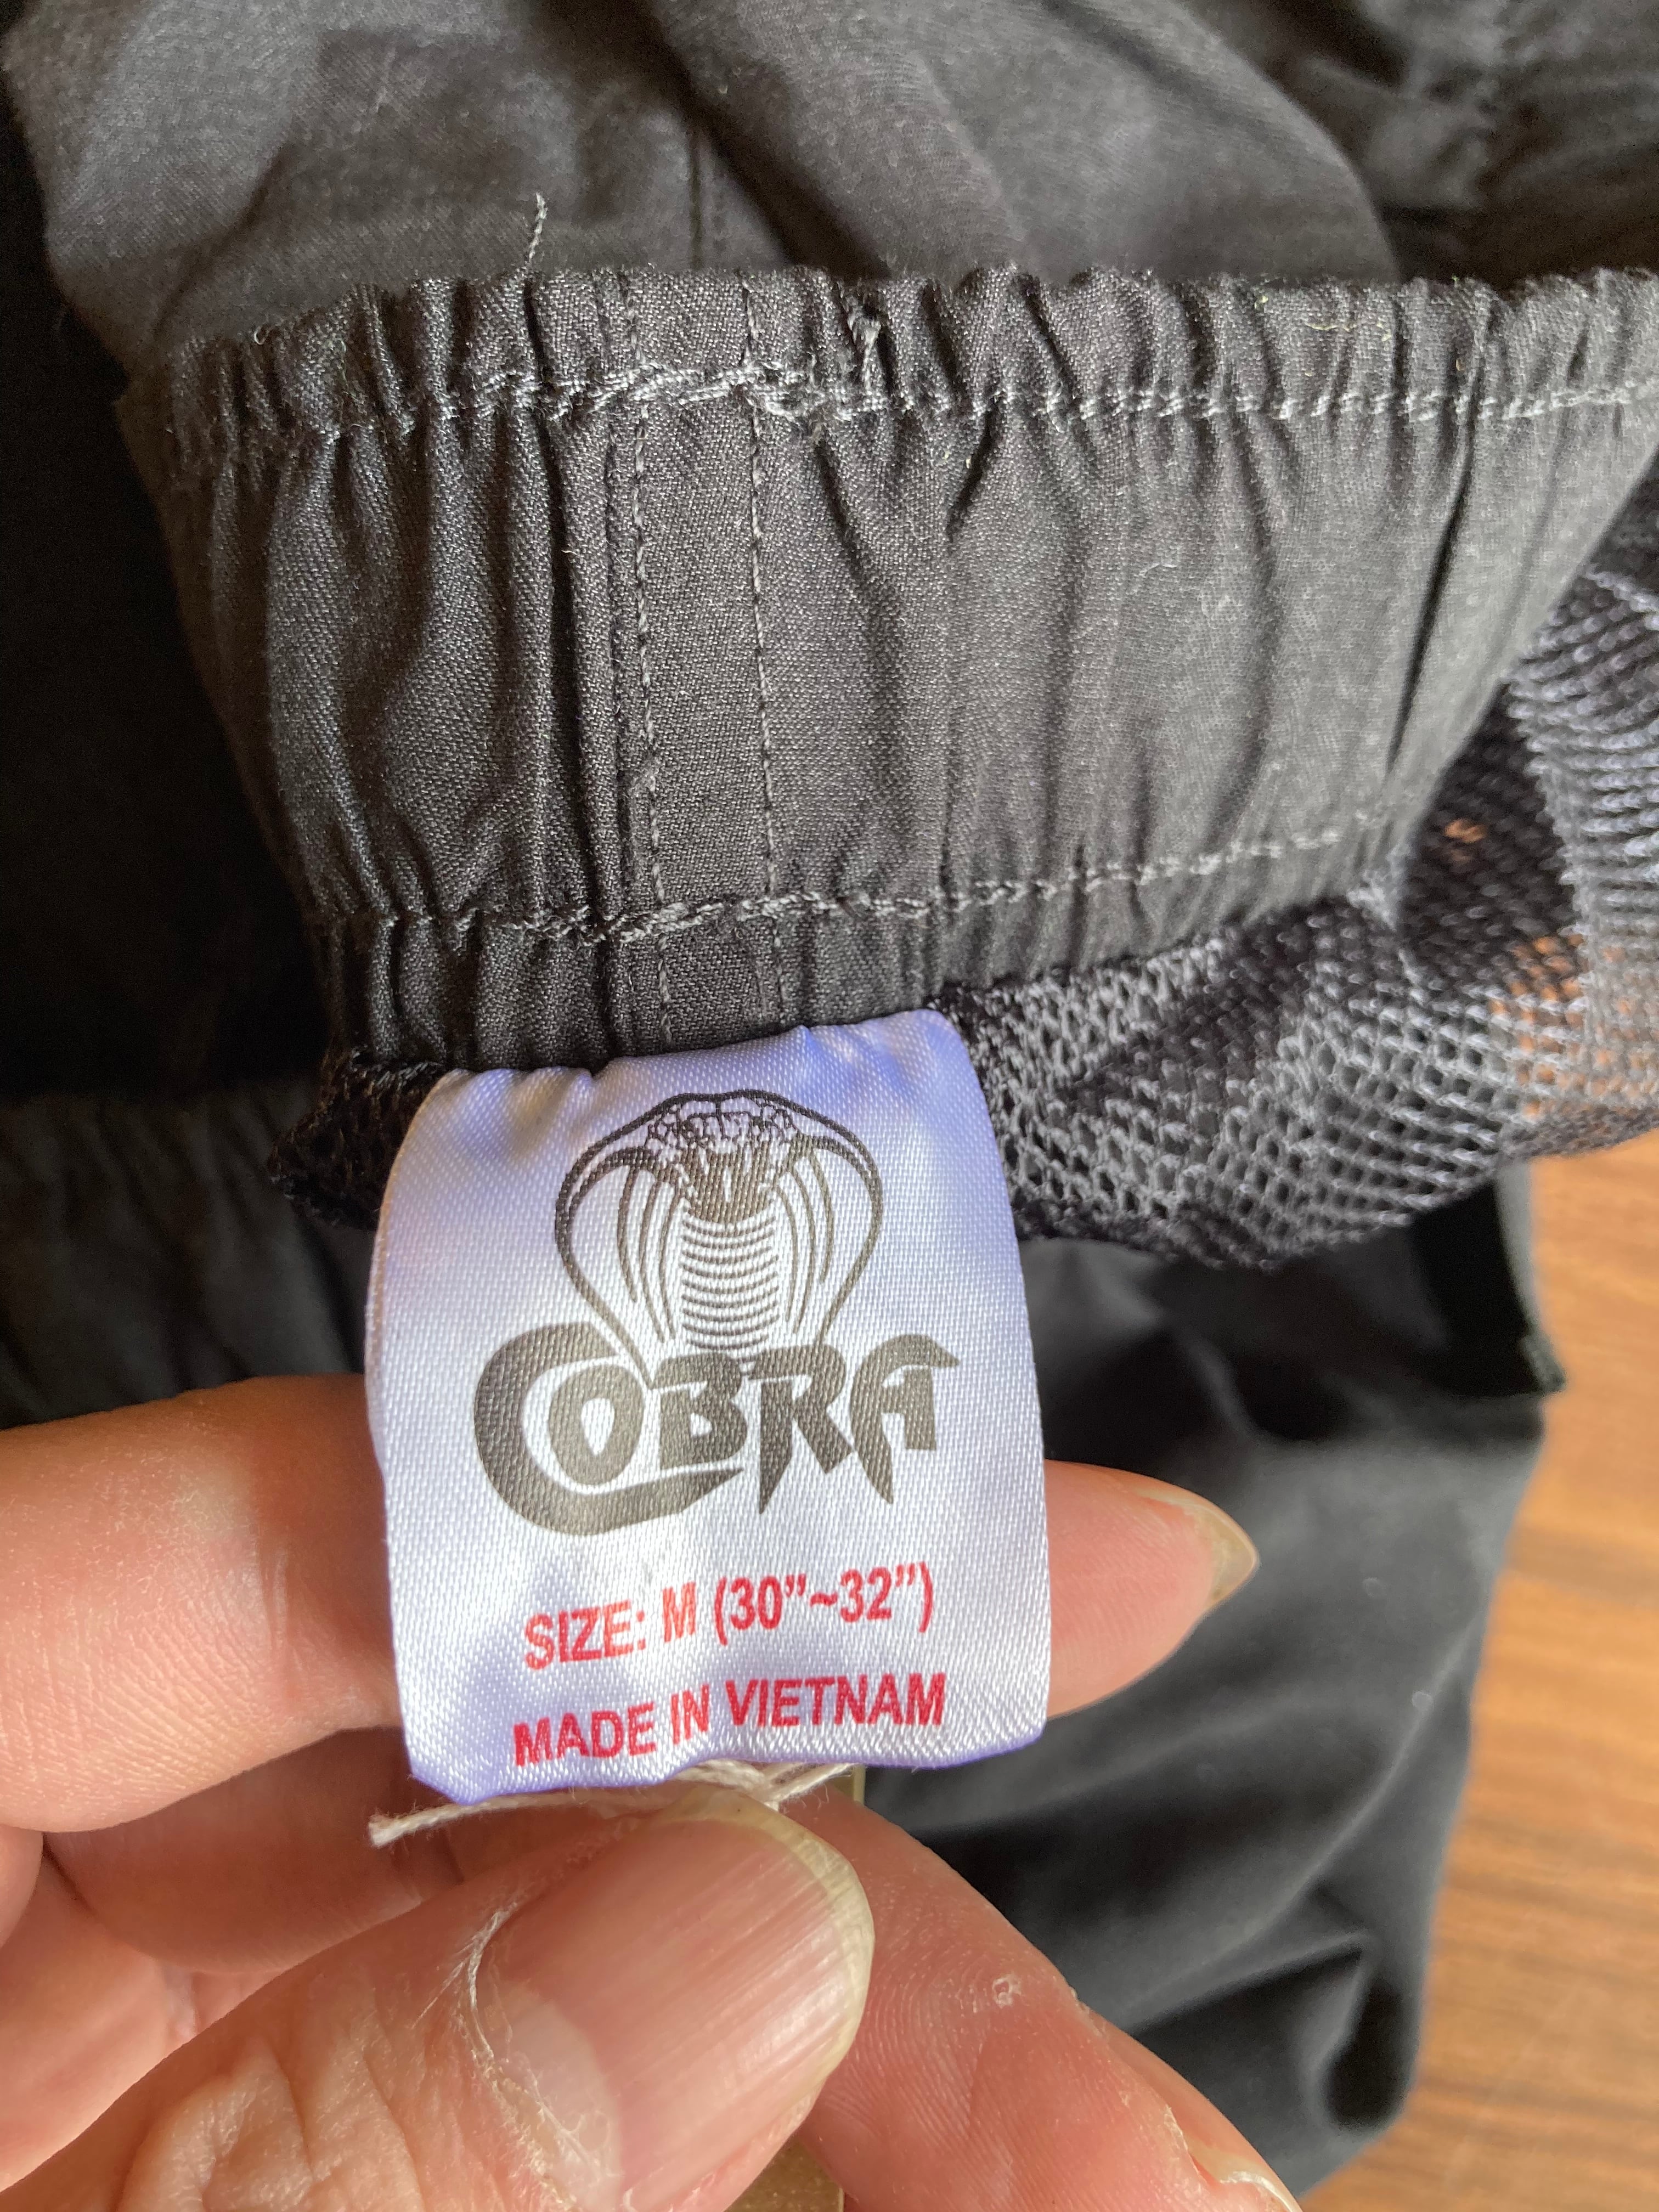 COBRA
SIZE: M (30”~32”)
MADE IN VIETNAM